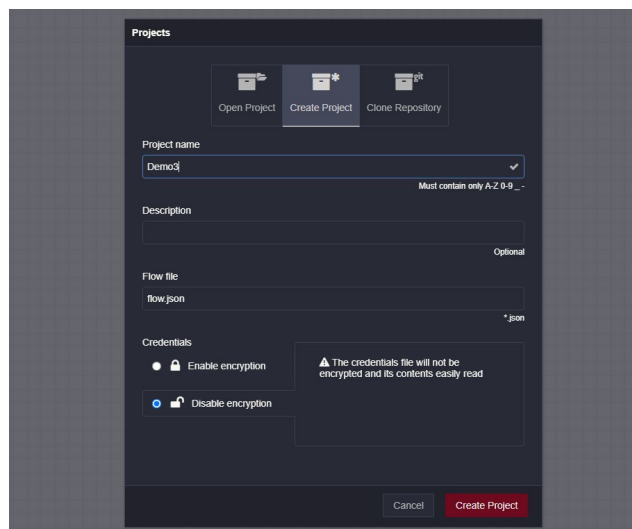 Projects
git
Open Project
Create Project
Clone Repository
Project name
Demo3
Must contain only A-Z 0-9 _ -
Description
Optional
Flow file
flow.json
*.json
Credentials
Enable encryption
Disable encryption
The credentials file will not be
encrypted and its contents easily read
Cancel
Create Project